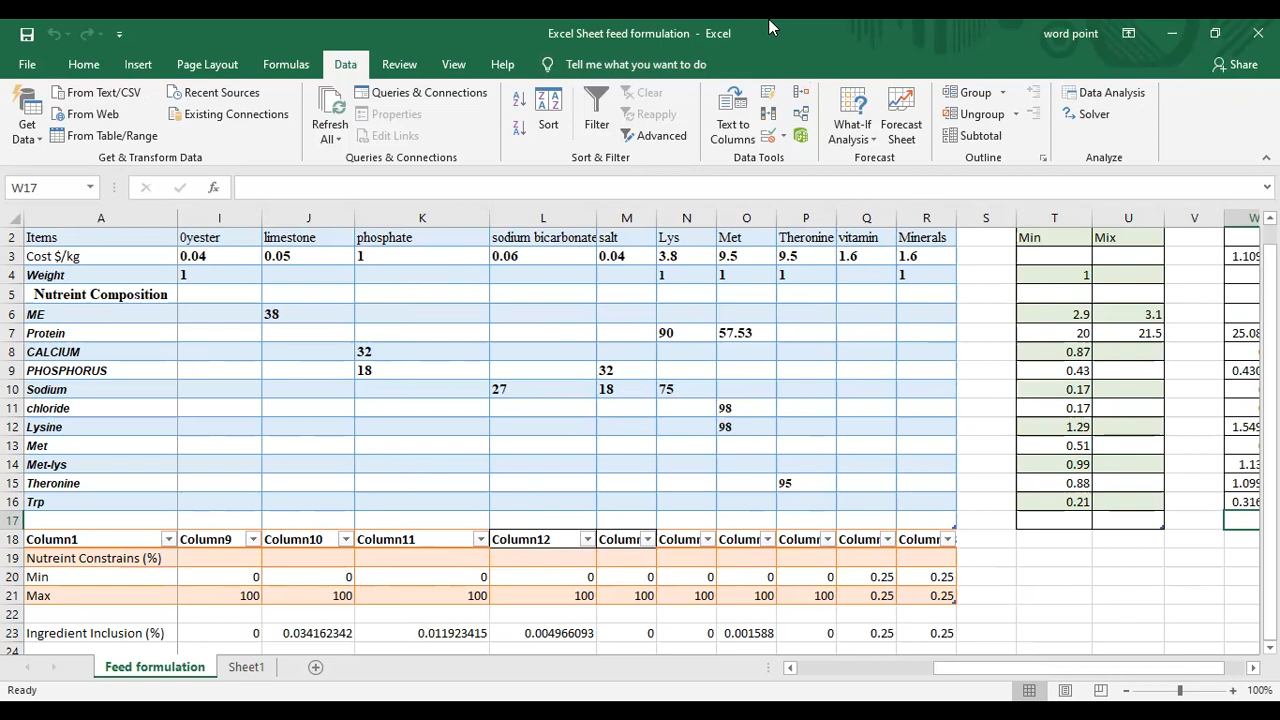 Excel Sheet feed formulation - Excel
word point
File Home Insert Page Layout Formulas Data Review View Help Tell me what you want to do Share
From Text/CSV Recent Sources Queries & Connections Clear Group Data Analysis
From Web Existing Connections Properties Reapply Ungroup Solver
From Table/Range Edit Links Advanced Subtotal
Get Data Refresh All Sort Filter Text to Columns What-If Analysis Forecast Sheet
Get & Transform Data Queries & Connections Sort & Filter Data Tools Forecast Outline Analyze
W17 fx
A I J K L M N O P Q R S T U V W
2 Items 0yester limestone phosphate sodium bicarbonate salt Lys Met Theronine vitamin Minerals Min Mix
3 Cost $/kg 0.04 0.05 1 0.06 0.04 3.8 9.5 9.5 1.6 1.6 1.109
4 Weight 1 1 1 1 1 1
5 Nutreint Composition
6 ME 38 2.9 3.1
7 Protein 90 57.53 20 21.5 25.08
8 CALCIUM 32 0.87
9 PHOSPHORUS 18 32 0.43 0.430
10 Sodium 27 18 75 0.17
11 chloride 98 0.17
12 Lysine 98 1.29 1.549
13 Met 0.51
14 Met-lys 0.99 1.13
15 Theronine 95 0.88 1.099
16 Trp 0.21 0.316
17
18 Column1 Column9 Column10 Column11 Column12 Colum Colum Colum Colum Colum Colum
19 Nutreint Constrains (%)
20 Min 0 0 0 0 0 0 0 0 0.25 0.25
21 Max 100 100 100 100 100 100 100 100 0.25 0.25
22
23 Ingredient Inclusion (%) 0 0.034162342 0.011923415 0.004966093 0 0 0.001588 0 0.25 0.25
24
Feed formulation Sheet1
Ready 100%